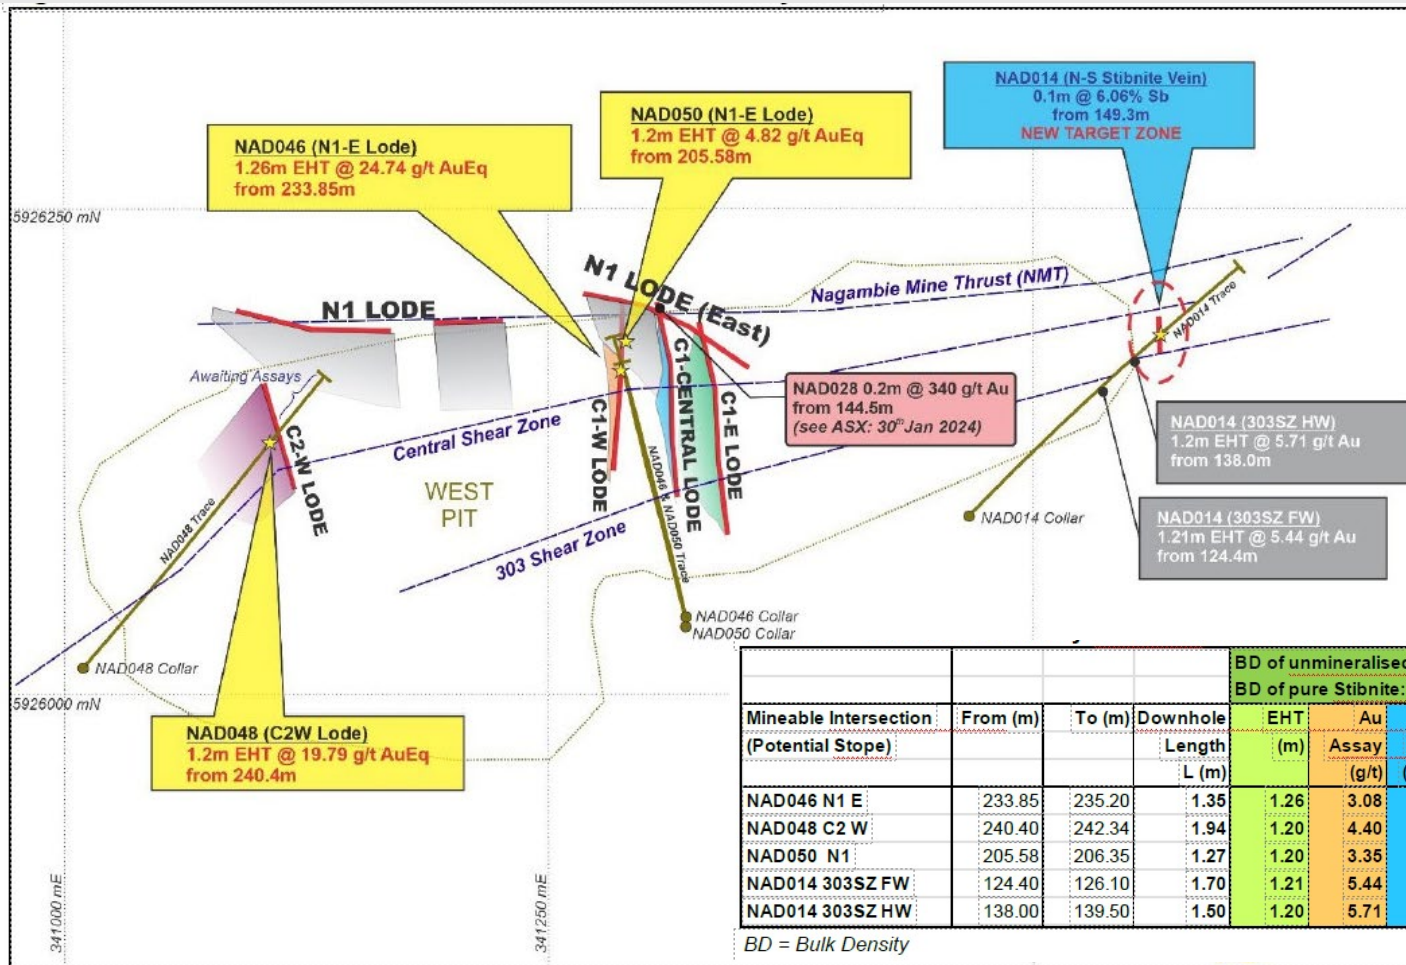 NAD014 (N-S Stibnite Vein)
0.1m @ 6.06% Sb
from 149.3m
NEW TARGET ZONE
NAD050 (N1-E Lode)
1.2m EHT @ 4.82 g/t AuEq
from 205.58m
NAD046 (N1-E Lode)
1.26m EHT @ 24.74 g/t AuEq
from 233.85m
5926250 mN
N1 LODE
N1 LODE (East)
Nagambie Mine Thrust (NMT)
NAD014 Trace
Awaiting Assays
C2-W LODE
C1-W LODE
C1-CENTRAL LODE
C1-E LODE
NAD028 0.2m @ 340 g/t Au
from 144.5m
(see ASX: 30th Jan 2024)
Central Shear Zone
WEST
PIT
303 Shear Zone
NAD048 Trace
NAD046 & NAD050 Trace
NAD014 (303SZ HW)
1.2m EHT @ 5.71 g/t Au
from 138.0m
NAD014 Collar
NAD014 (303SZ FW)
1.21m EHT @ 5.44 g/t Au
from 124.4m
NAD046 Collar
NAD050 Collar
NAD048 Collar
5926000 mN
NAD048 (C2W Lode)
1.2m EHT @ 19.79 g/t AuEq
from 240.4m
341000 mE
341250 mE
BD of unmineralised
BD of pure Stibnite:
Mineable Intersection From (m) To (m) Downhole EHT Au
(Potential Stope) Length (m) Assay
L (m) (g/t) (
NAD046 N1 E 233.85 235.20 1.35 1.26 3.08
NAD048 C2 W 240.40 242.34 1.94 1.20 4.40
NAD050 N1 205.58 206.35 1.27 1.20 3.35
NAD014 303SZ FW 124.40 126.10 1.70 1.21 5.44
NAD014 303SZ HW 138.00 139.50 1.50 1.20 5.71
BD = Bulk Density